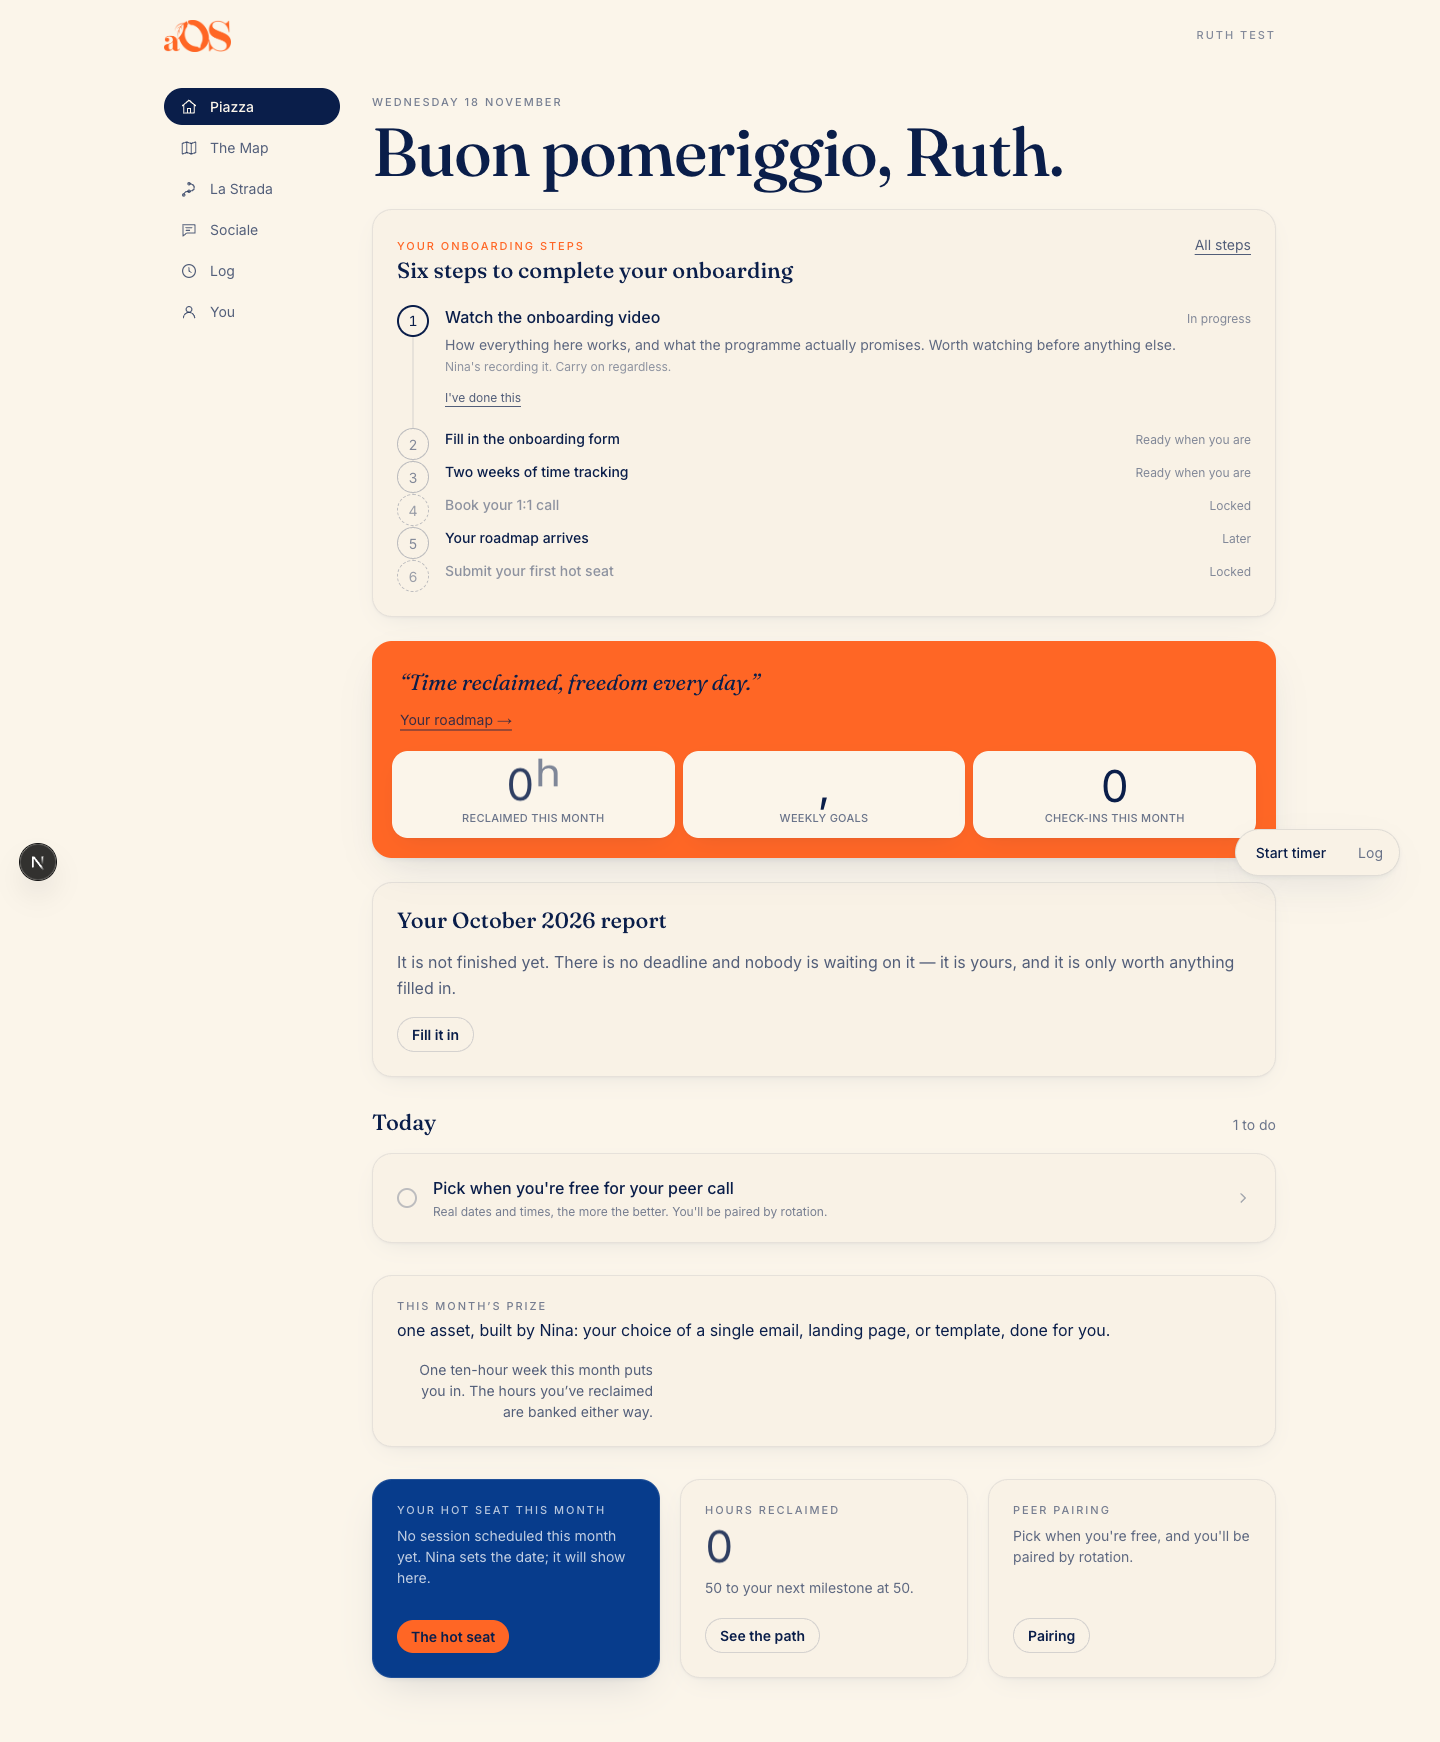 aOS
RUTH TEST
Piazza
The Map
La Strada
Sociale
Log
You
WEDNESDAY 18 NOVEMBER
Buon pomeriggio, Ruth.
YOUR ONBOARDING STEPS
All steps
Six steps to complete your onboarding
1
Watch the onboarding video
In progress
How everything here works, and what the programme actually promises. Worth watching before anything else.
Nina's recording it. Carry on regardless.
I've done this
2
Fill in the onboarding form
Ready when you are
3
Two weeks of time tracking
Ready when you are
4
Book your 1:1 call
Locked
5
Your roadmap arrives
Later
6
Submit your first hot seat
Locked
“Time reclaimed, freedom every day.”
Your roadmap →
0h
RECLAIMED THIS MONTH
,
WEEKLY GOALS
0
CHECK-INS THIS MONTH
Start timer
Log
N
Your October 2026 report
It is not finished yet. There is no deadline and nobody is waiting on it — it is yours, and it is only worth anything
filled in.
Fill it in
Today
1 to do
Pick when you're free for your peer call
Real dates and times, the more the better. You'll be paired by rotation.
THIS MONTH’S PRIZE
one asset, built by Nina: your choice of a single email, landing page, or template, done for you.
One ten-hour week this month puts
you in. The hours you’ve reclaimed
are banked either way.
YOUR HOT SEAT THIS MONTH
No session scheduled this month
yet. Nina sets the date; it will show
here.
The hot seat
HOURS RECLAIMED
0
50 to your next milestone at 50.
See the path
PEER PAIRING
Pick when you're free, and you'll be
paired by rotation.
Pairing